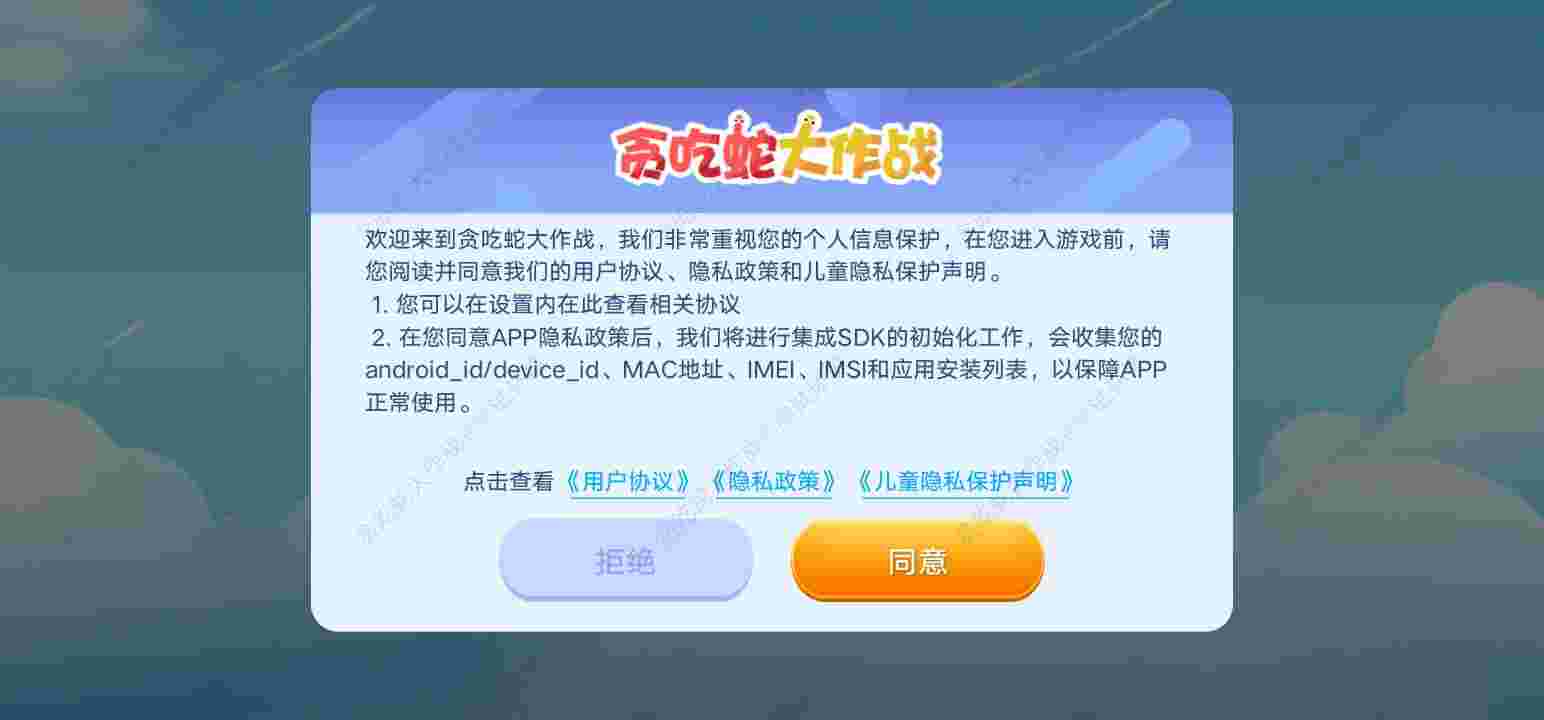 贪吃蛇大作战
欢迎来到贪吃蛇大作战，我们非常重视您的个人信息保护，在您进入游戏前，请
您阅读并同意我们的用户协议、隐私政策和儿童隐私保护声明。
1. 您可以在设置内在此查看相关协议
2. 在您同意APP隐私政策后，我们将进行集成SDK的初始化工作，会收集您的
android_id/device_id、MAC地址、IMEI、IMSI和应用安装列表，以保障APP
正常使用。
点击查看《用户协议》《隐私政策》《儿童隐私保护声明》
拒绝 同意